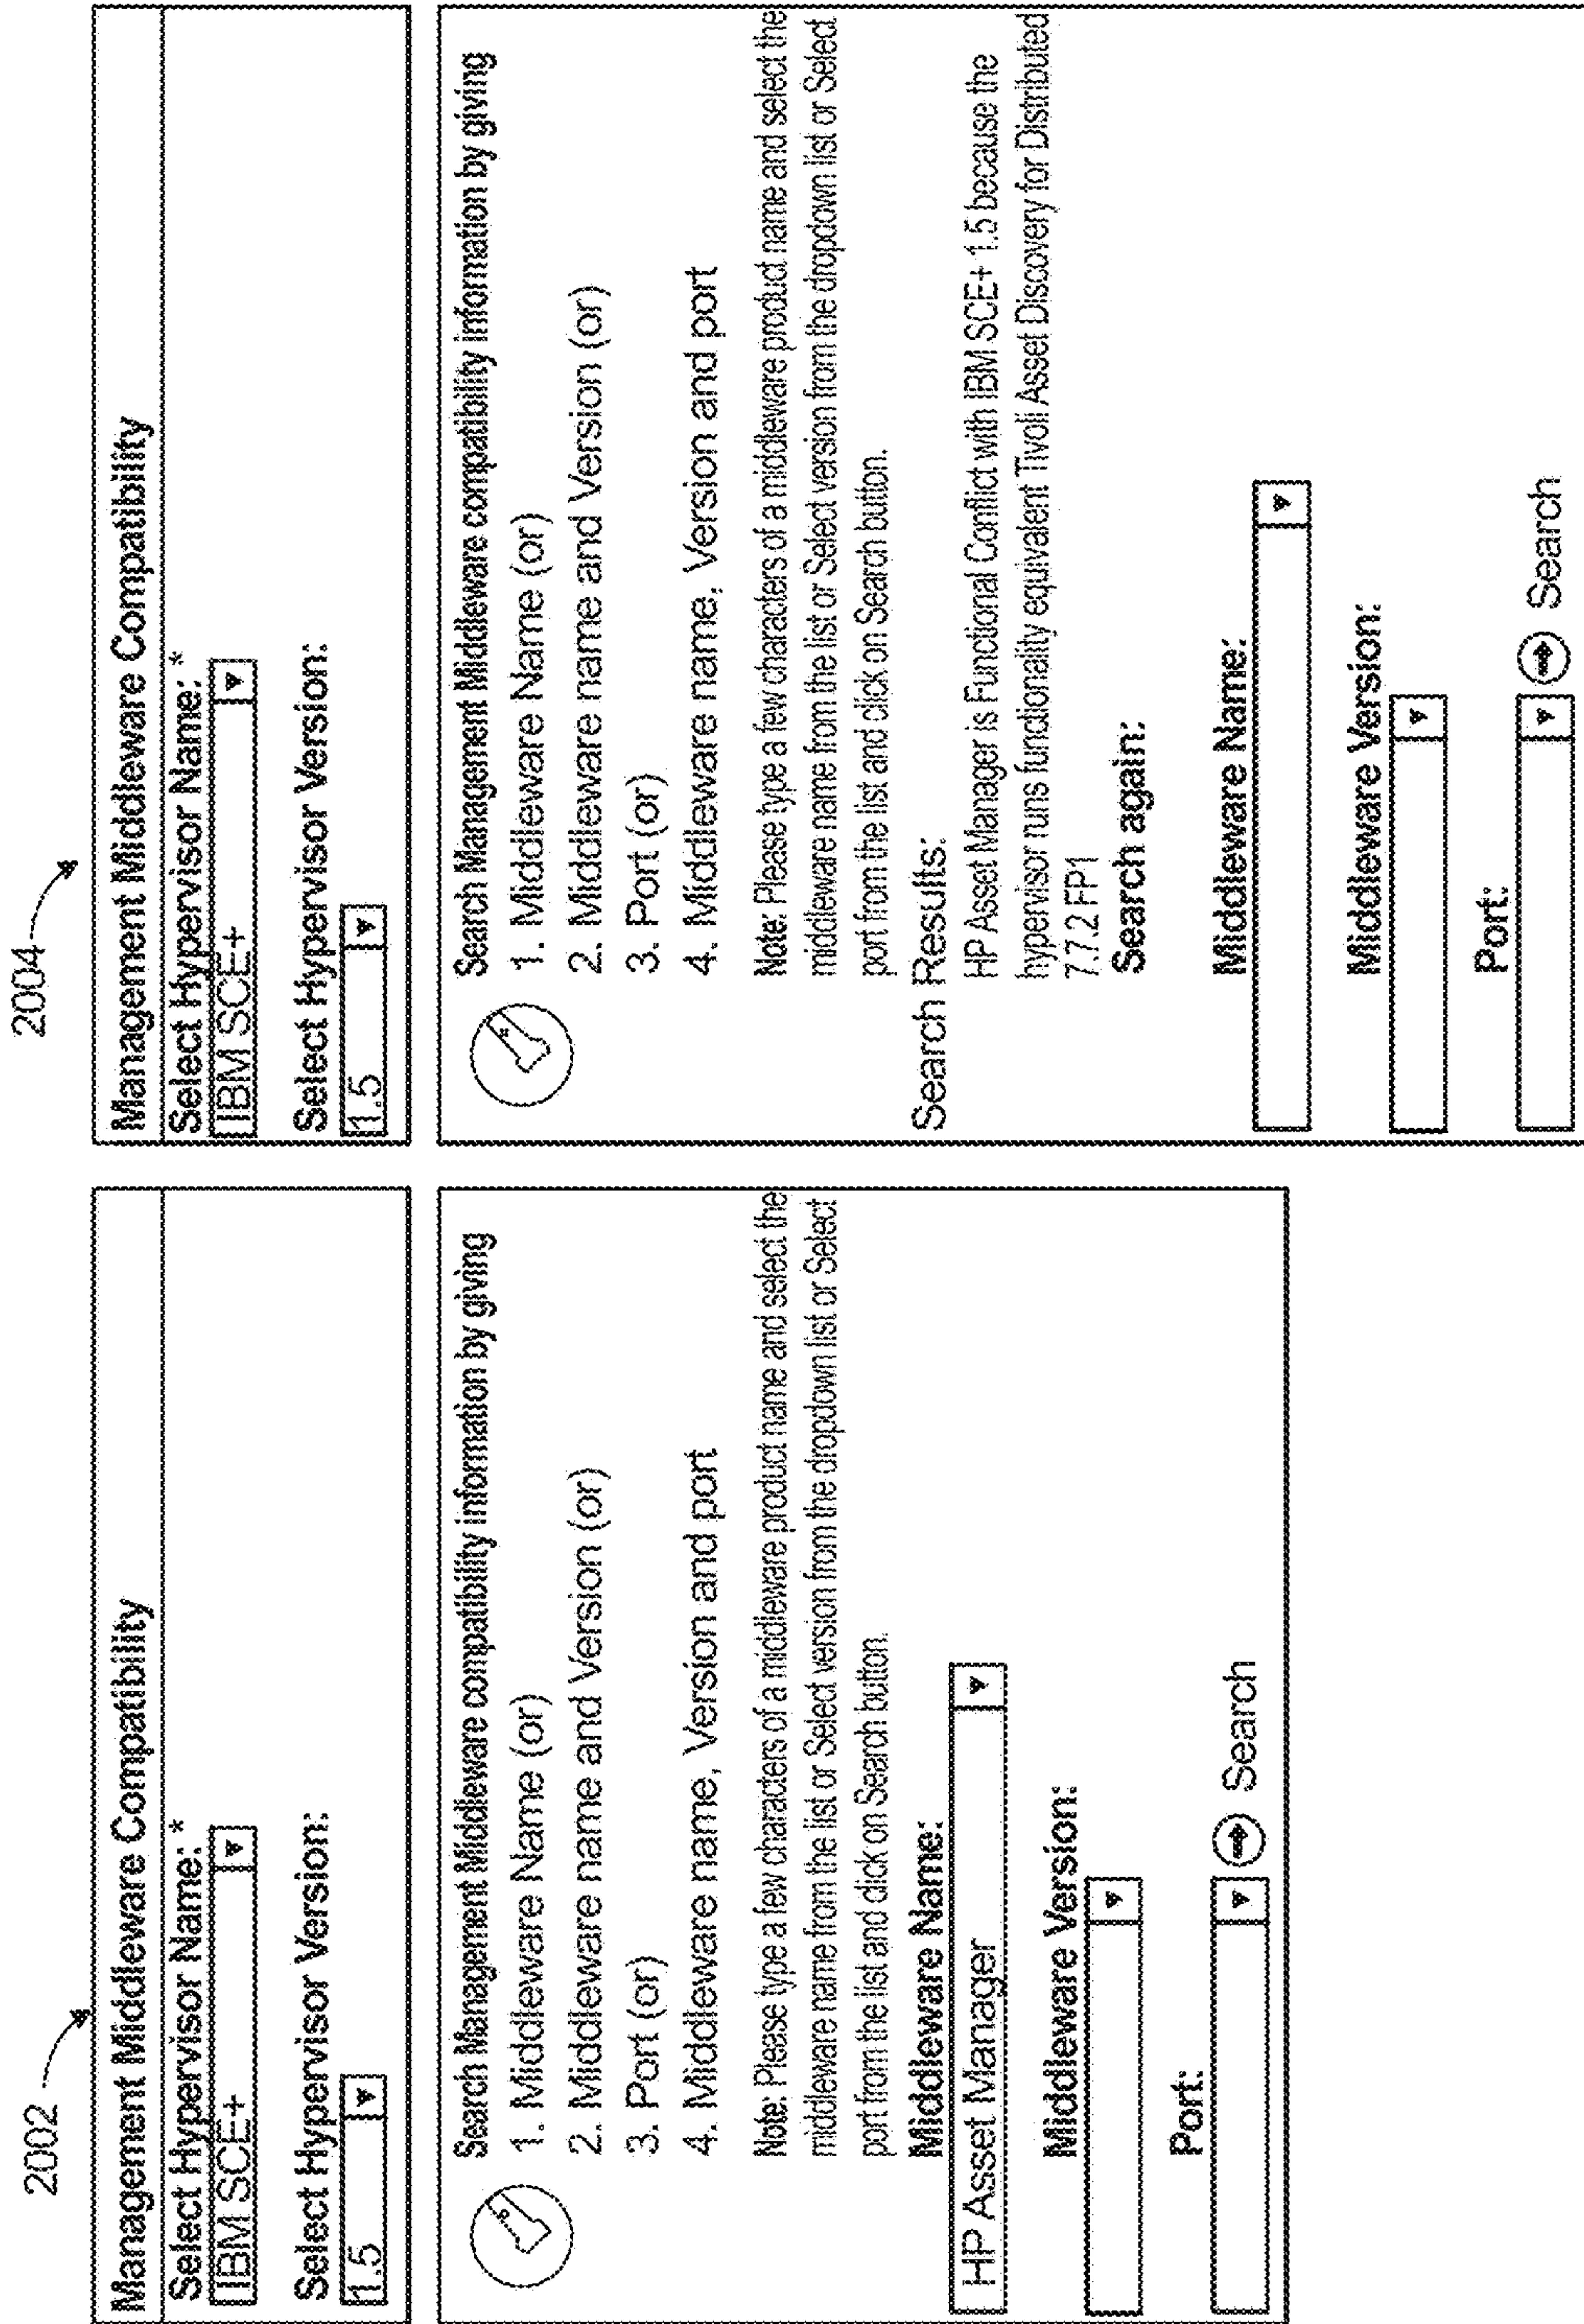 2002
Management Middleware Compatibility
Select Hypervisor Name: *
IBM SCE+
Select Hypervisor Version:
1.5
Search Management Middleware compatibility information by giving
1. Middleware Name (or)
2. Middleware name and Version (or)
3. Port (or)
4. Middleware name, Version and port
Note: Please type a few characters of a middleware product name and select the
middleware name from the list or Select version from the dropdown list or Select
port from the list and click on Search button.
Middleware Name:
HP Asset Manager
Middleware Version:
Port:
Search
2004
Management Middleware Compatibility
Select Hypervisor Name: *
IBM SCE+
Select Hypervisor Version:
1.5
Search Management Middleware compatibility information by giving
1. Middleware Name (or)
2. Middleware name and Version (or)
3. Port (or)
4. Middleware name, Version and port
Note: Please type a few characters of a middleware product name and select the
middleware name from the list or Select version from the dropdown list or Select
port from the list and click on Search button.
Search Results:
HP Asset Manager is Functional Conflict with IBM SCE+ 1.5 because the
hypervisor runs functionality equivalent Tivoli Asset Discovery for Distributed
7.7.2 FP1
Search again:
Middleware Name:
Middleware Version:
Port:
Search